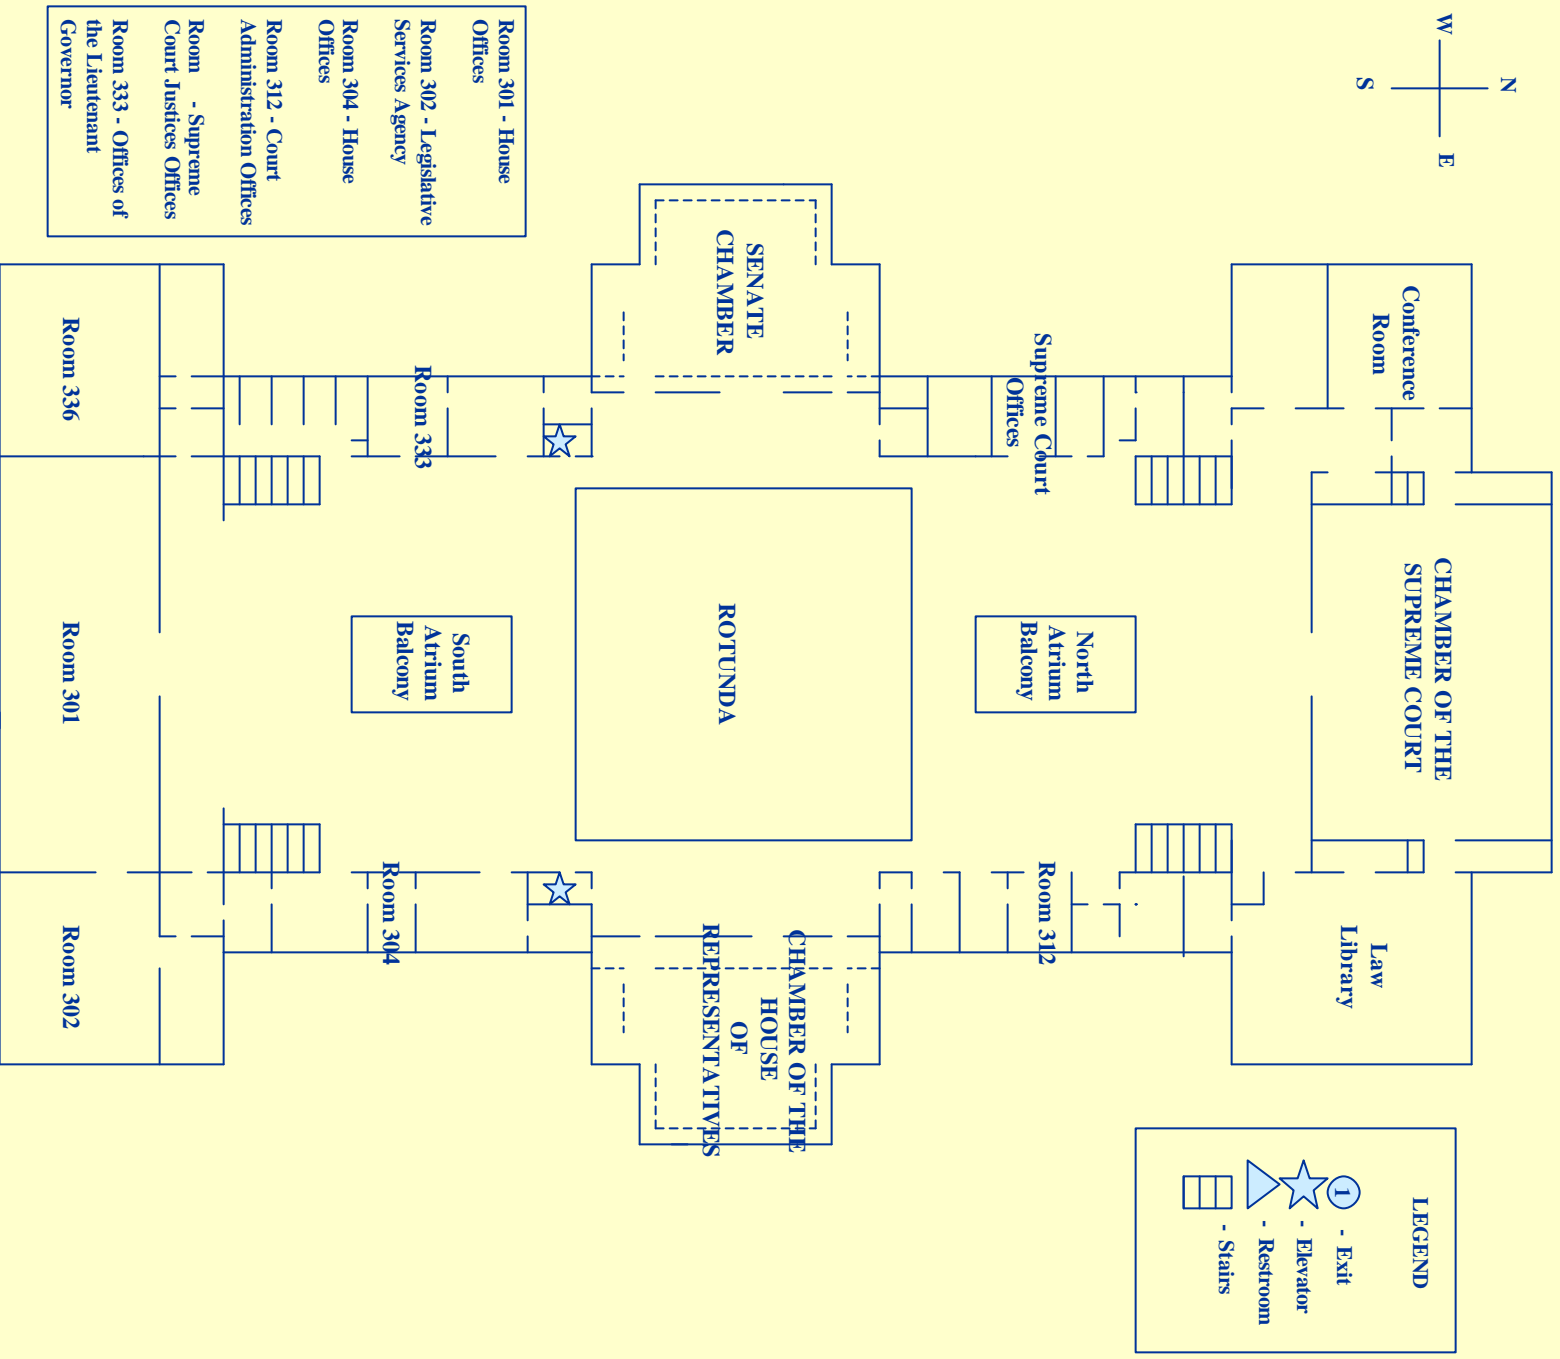 W
N
S
E
Room 301 - House
Offices
Room 302 - Legislative
Services Agency
Room 304 - House
Offices
Room 312 - Court
Administration Offices
Room - Supreme
Court Justices Offices
Room 333 - Offices of
the Lieutenant
Governor
Conference
Room
CHAMBER OF THE
SUPREME COURT
Law
Library
SENATE
CHAMBER
Supreme Court
Offices
North
Atrium
Balcony
Room 312
ROTUNDA
CHAMBER OF THE
HOUSE
OF
REPRESENTATIVES
Room 333
South
Atrium
Balcony
Room 304
Room 336
Room 301
Room 302
LEGEND
1 - Exit
- Elevator
- Restroom
- Stairs